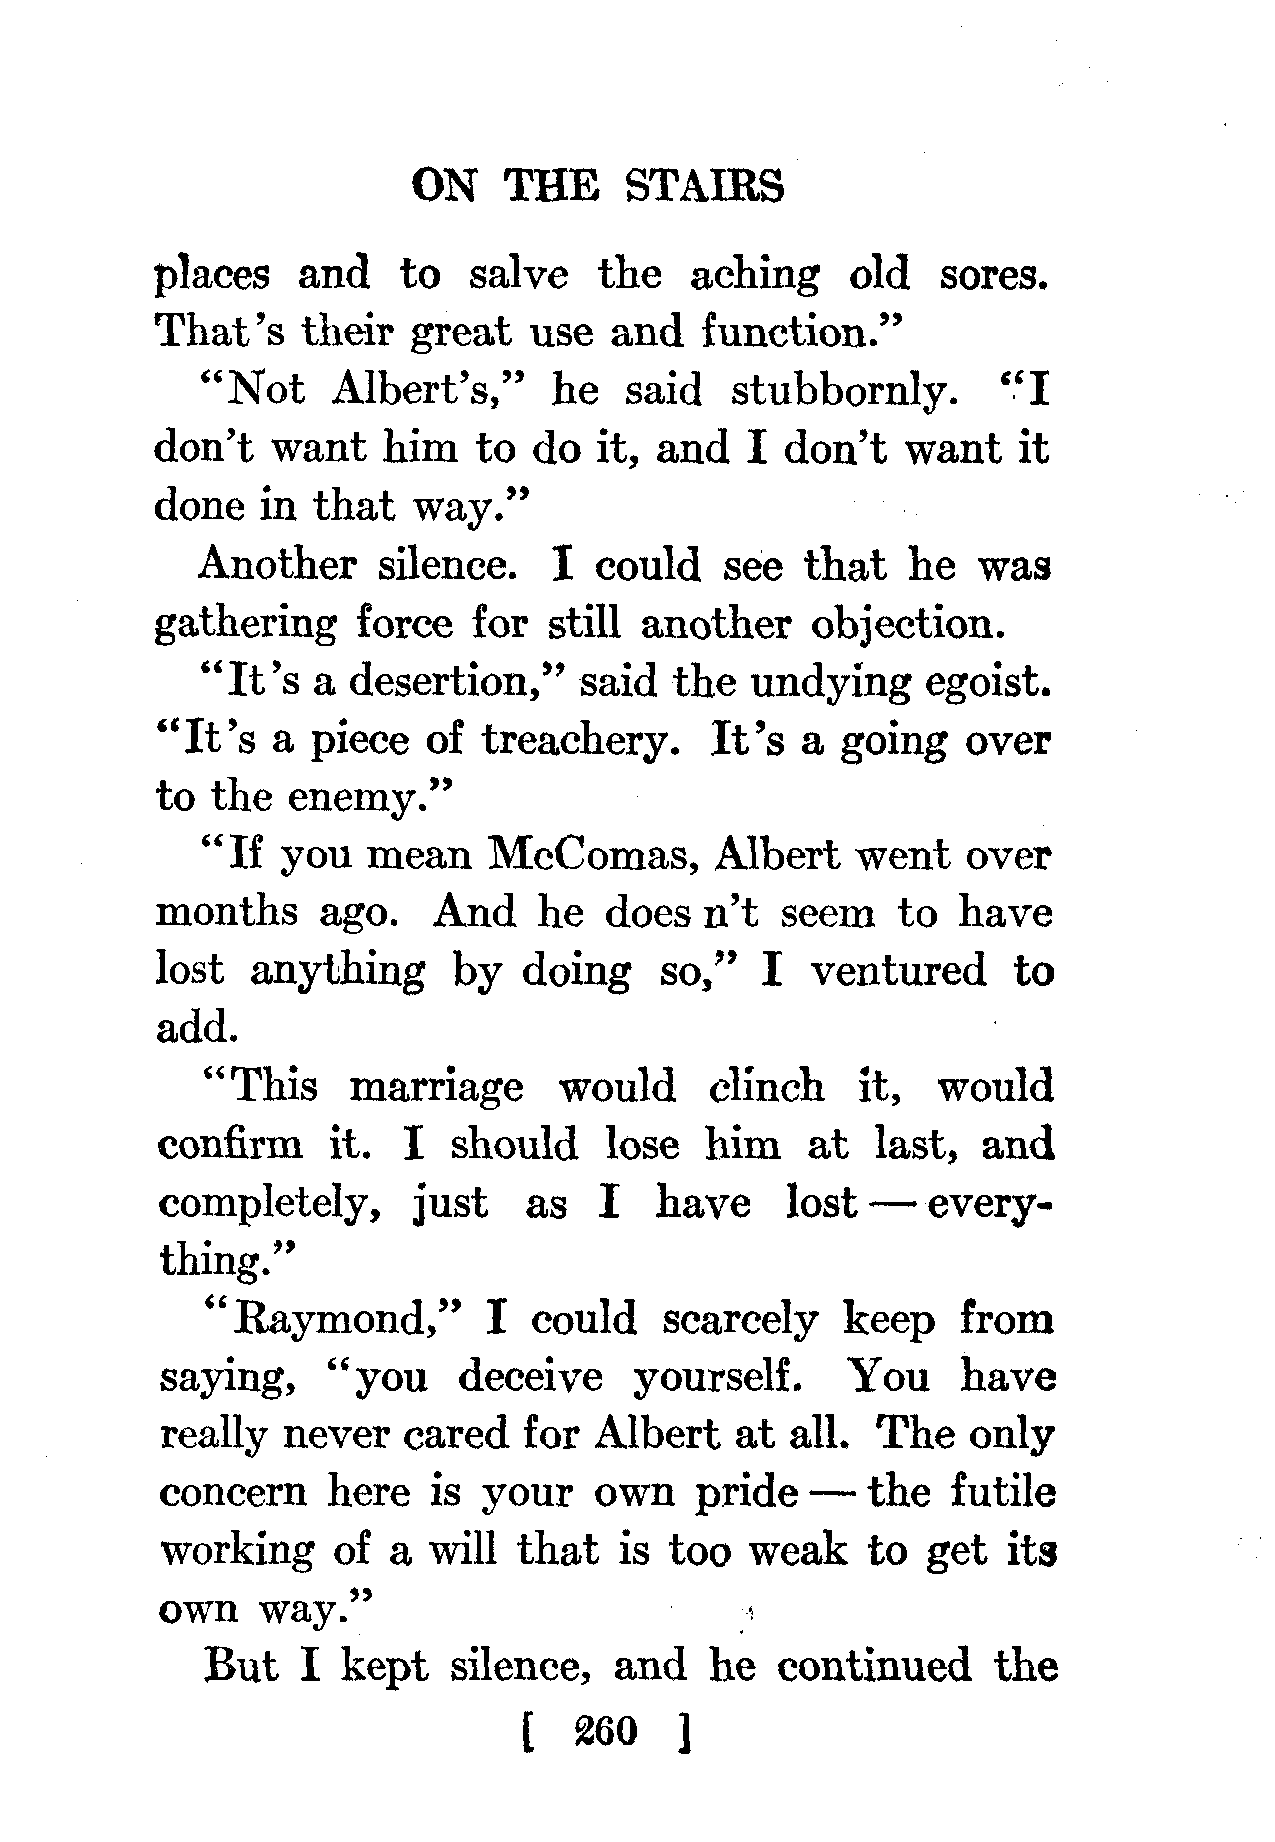 ON THE STAIRS
places and to salve the aching old sores.
That's their great use and function."
"Not Albert's," he said stubbornly. "I
don't want him to do it, and I don't want it
done in that way."
Another silence. I could see that he was
gathering force for still another objection.
"It's a desertion," said the undying egoist.
"It's a piece of treachery. It's a going over
to the enemy."
"If you mean McComas, Albert went over
months ago. And he does n't seem to have
lost anything by doing so," I ventured to
add.
"This marriage would clinch it, would
confirm it. I should lose him at last, and
completely, just as I have lost — every-
thing."
"Raymond," I could scarcely keep from
saying, "you deceive yourself. You have
really never cared for Albert at all. The only
concern here is your own pride — the futile
working of a will that is too weak to get its
own way."
But I kept silence, and he continued the
[ 260 ]